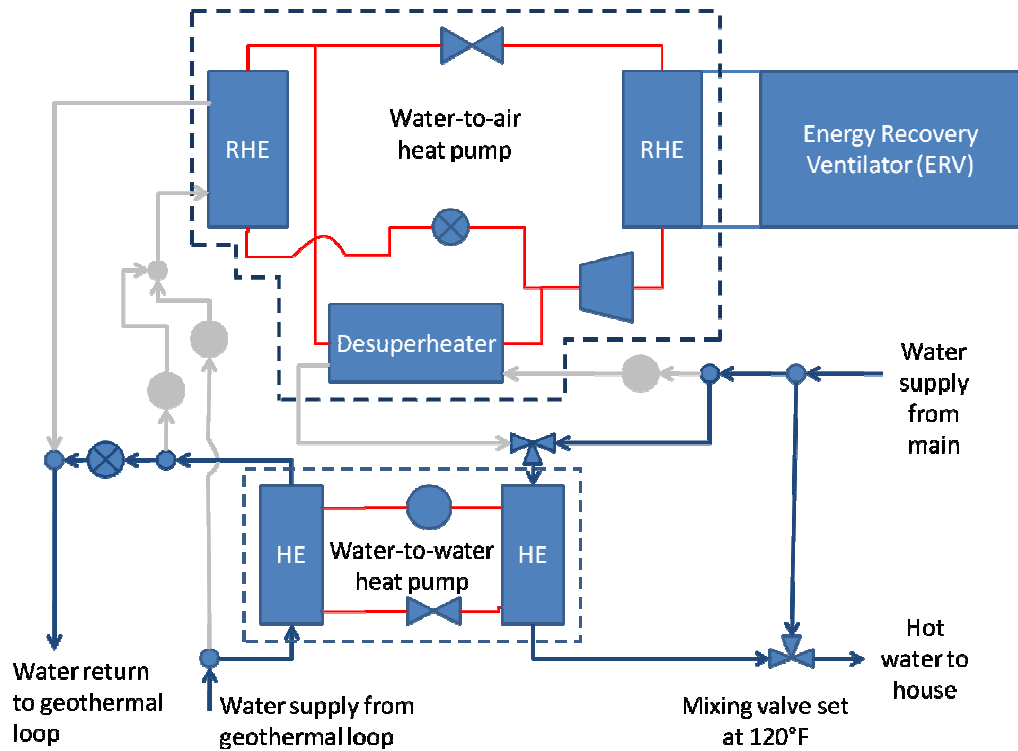 RHE
Water-to-air
heat pump
RHE
Energy Recovery
Ventilator (ERV)
Desuperheater
Water
supply
from
main
HE
Water-to-water
heat pump
HE
Water return
to geothermal
loop
Water supply from
geothermal loop
Mixing valve set
at 120°F
Hot
water to
house